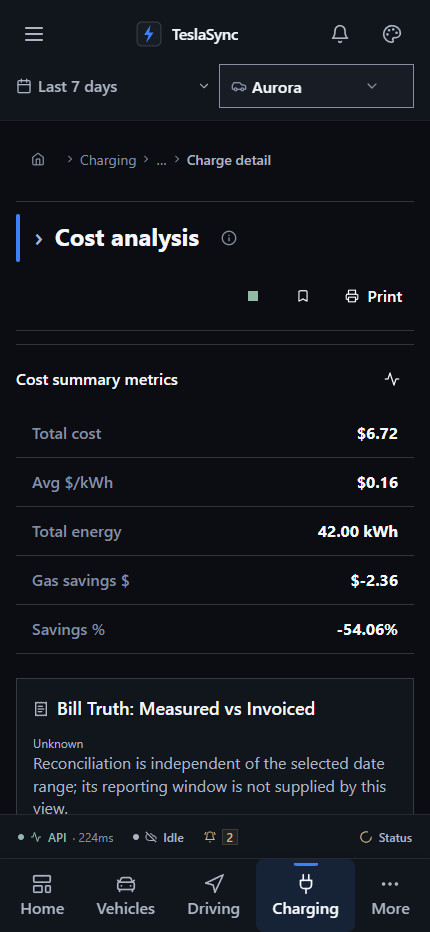 TeslaSync
Last 7 days
Aurora
Charging
...
Charge detail
Cost analysis
Print
Cost summary metrics
Total cost
$6.72
Avg $/kWh
$0.16
Total energy
42.00 kWh
Gas savings $
$-2.36
Savings %
-54.06%
Bill Truth: Measured vs Invoiced
Unknown
Reconciliation is independent of the selected date
range; its reporting window is not supplied by this
view.
API · 224ms
Idle
2
Status
Home
Vehicles
Driving
Charging
More